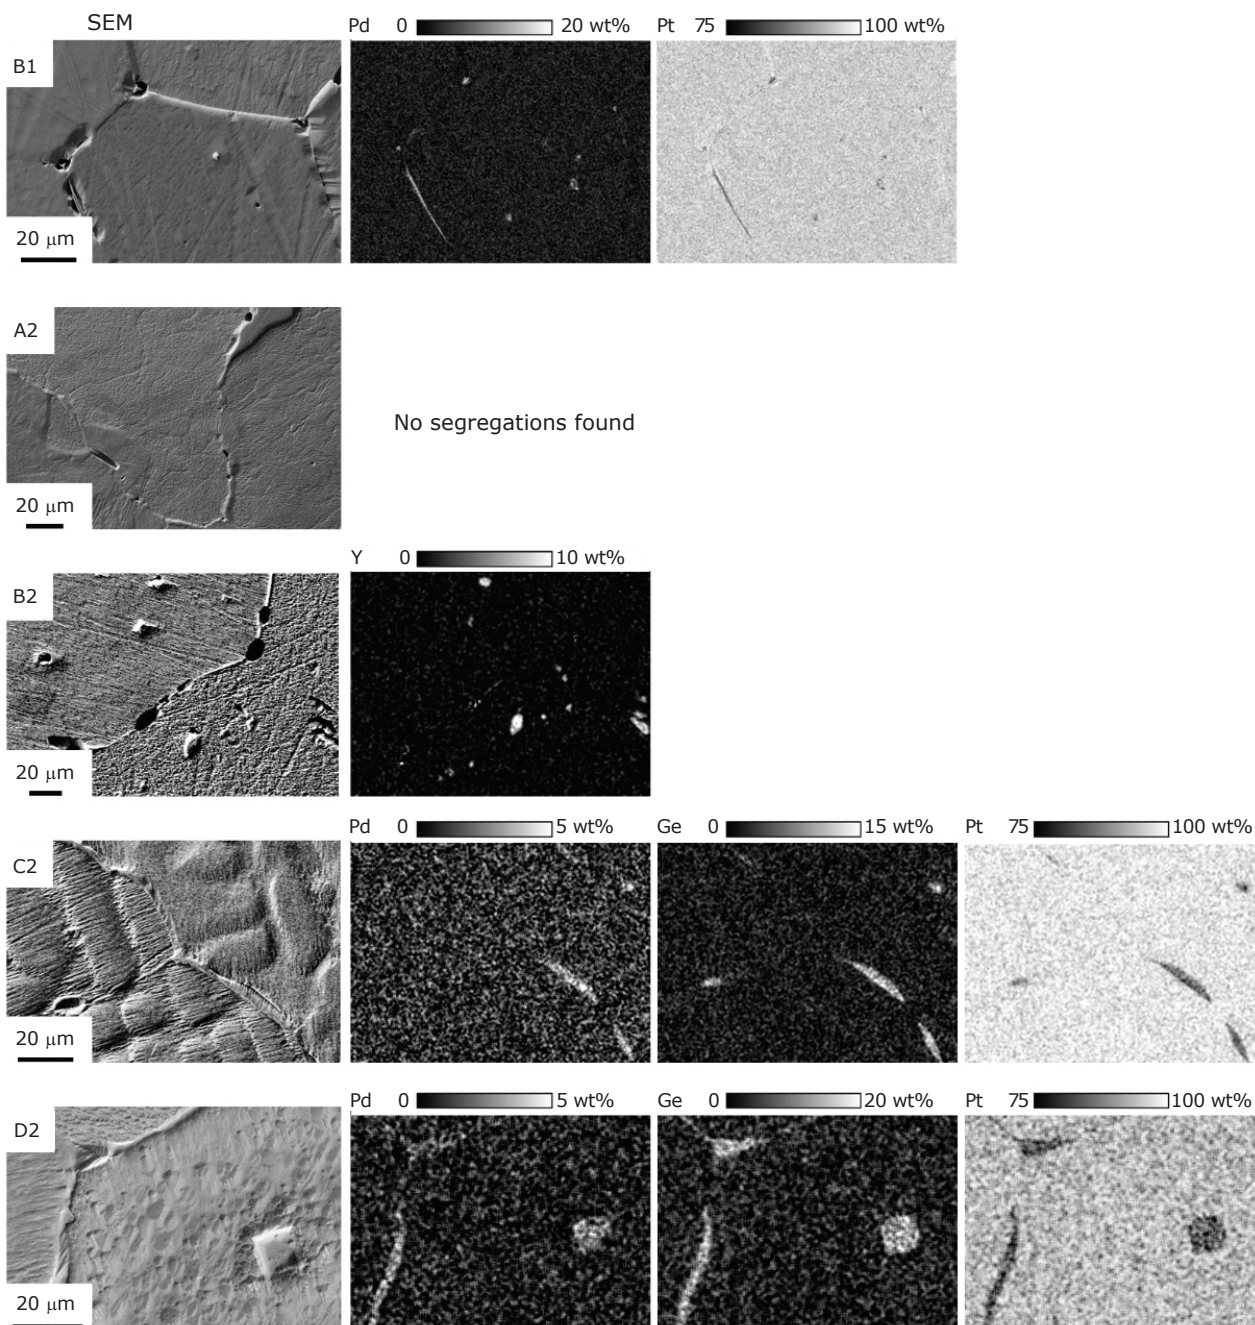 SEM
Pd 0 20 wt% Pt 75 100 wt%
B1
20 μm
A2
No segregations found
20 μm
Y 0 10 wt%
B2
20 μm
Pd 0 5 wt% Ge 0 15 wt% Pt 75 100 wt%
C2
20 μm
Pd 0 5 wt% Ge 0 20 wt% Pt 75 100 wt%
D2
20 μm